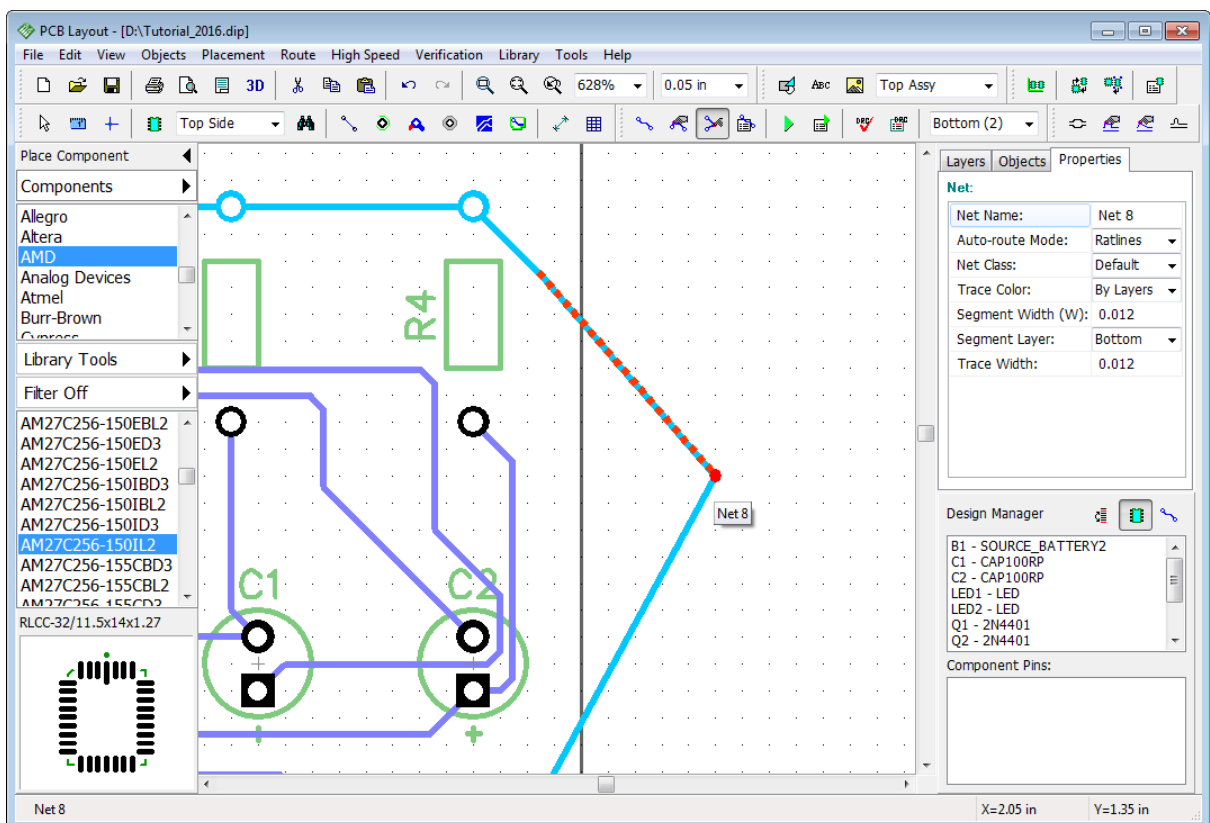 PCB Layout - [D:\Tutorial_2016.dip]
File Edit View Objects Placement Route High Speed Verification Library Tools Help
3D 628% 0.05 in ABC Top Assy
Top Side DRC DRC Bottom (2)
Place Component
Components
Allegro
Altera
AMD
Analog Devices
Atmel
Burr-Brown
Cypress
Library Tools
Filter Off
AM27C256-150EBL2
AM27C256-150ED3
AM27C256-150EL2
AM27C256-150IBD3
AM27C256-150IBL2
AM27C256-150ID3
AM27C256-150IL2
AM27C256-155CBD3
AM27C256-155CBL2
AM27C256-155CD3
RLCC-32/11.5x14x1.27
R4
C1
C2
+
+
Net 8
Layers Objects Properties
Net:
Net Name: Net 8
Auto-route Mode: Ratlines
Net Class: Default
Trace Color: By Layers
Segment Width (W): 0.012
Segment Layer: Bottom
Trace Width: 0.012
Design Manager
B1 - SOURCE_BATTERY2
C1 - CAP100RP
C2 - CAP100RP
LED1 - LED
LED2 - LED
Q1 - 2N4401
Q2 - 2N4401
Component Pins:
Net 8 X=2.05 in Y=1.35 in